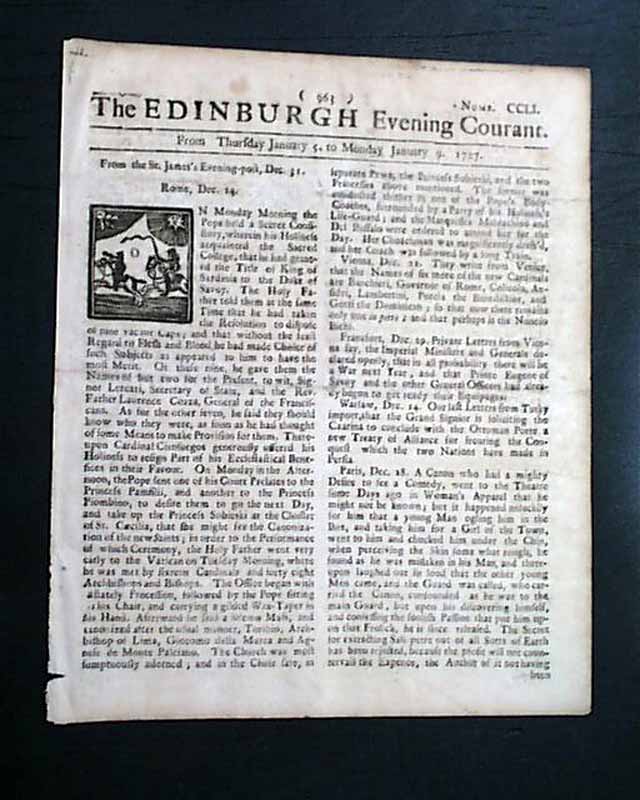 ( 963 )
Numb. CCLI.
The EDINBURGH Evening Courant.
From Thursday January 5. to Monday January 9. 1727.
From the St. James's Evening-post, Dec. 31.
Rome, Dec. 24.
N Monday Morning the
Pope held a Secret Consi-
story, wherein his Holiness
acquainted the Sacred
College, that he had grant-
ed the Title of King of
Sardinia to the Duke of
Savoy. The Holy Fa-
ther told them at the same
Time that he had taken
the Resolution to dispose
of nine vacant Caps; and that without the least
Regard to Flesh and Blood he had made Choice of
such Subjects as appeared to him to have the
most Merit. Of these nine, he gave them the
Names of but two for the Present, to wit, Sig-
nor Lercari, Secretary of State, and the Rev.
Father Laurence Cozza, General of the Francis-
cans. As for the other seven, he said they should
know who they were, as soon as he had thought
of some Means to make Provision for them. There-
upon Cardinal Cienfuegos generously offered his
Holiness to resign Part of his Ecclesiastical Bene-
fices in their Favour. On Monday in the After-
noon, the Pope sent one of his Court Prelates to the
Princess Pamfilii, and another to the Princess
Piombino, to desire them to go the next Day,
and take up the Princess Sobieski at the Cloister
of St. Cæcilia, that she might see the Canoniza-
tion of the new Saints; in order to the Performance
of which Ceremony, the Holy Father went very
early to the Vatican on Tuesday Morning, where
he was met by sixteen Cardinals and forty eight
Archbishops and Bishops. The Office began with
a stately Procession, followed by the Pope sitting
in his Chair, and carrying a gilded Wax-Taper in
his Hand. Afterward he said a solemn Mass, and
canonized after the usual manner, Toribio, Arch-
bishop of Lima, Giacomo della Marca and Ag-
nese de Monte Pulciano. The Church was most
sumptuously adorned; and in the Choir sate, in
separate Pews, the Princess Sobieski, and the two
Princesses above mentioned. The former was
conducted thither in one of the Pope's Body-
Coaches, surrounded by a Party of his Holiness's
Life-Guard; and the Marquesses
Del Buffalo were ordered to attend her the
Day. Her Coachman was magnificently dress'd,
and her Coach was followed by a long Train.
Vienna, Dec. 21. They write from Venice,
that the Names of six more of the new Cardinals
are Banchieri, Governor of Rome, Collicola, An-
sidei, Lambertini, Porzia the Benedictine, and
Gotti the Dominican; so that now there remains
only one in petto; and that perhaps is the Nuncio
Bichi.
Francfort, Dec. 29. Private Letters from Vien-
na say, the Imperial Ministers and Generals de-
clared openly, that in all probability there will be
a War next Year, and that Prince Eugene of
Savoy and the other General Officers had alrea-
dy begun to get ready their Equipages.
Warsaw, Dec. 14. Our last Letters from Turky
import, that the Grand Signior is soliciting the
Czarina to conclude with the Ottoman Porte a
new Treaty of Alliance for securing the Con-
quest which the two Nations have made in
Persia.
Paris, Dec. 28. A Canon who had a mighty
Desire to see a Comedy, went to the Theatre
some Days ago in Woman's Apparel that he
might not be known; but it happened unluckily
for him that a young Man ogling him in the
Box, and taking him for a Girl of the Town,
went to him and chucked him under the Chin,
when perceiving the Skin some what rough, he
found as he was mistaken in his Man, and there-
upon laughed out so loud that the other young
Men came, and the Guard was called, who car-
ried the Canon, confounded as he was to the
main Guard, but upon his discovering himself,
and confessing the foolish Passion that put him up-
on that Frolick, he is since released. The Secret
for extracting Salt-petre out of all Sorts of Earth
has been rejected, because the profit will not coun-
tervail the Expence, the Author of it not having
been